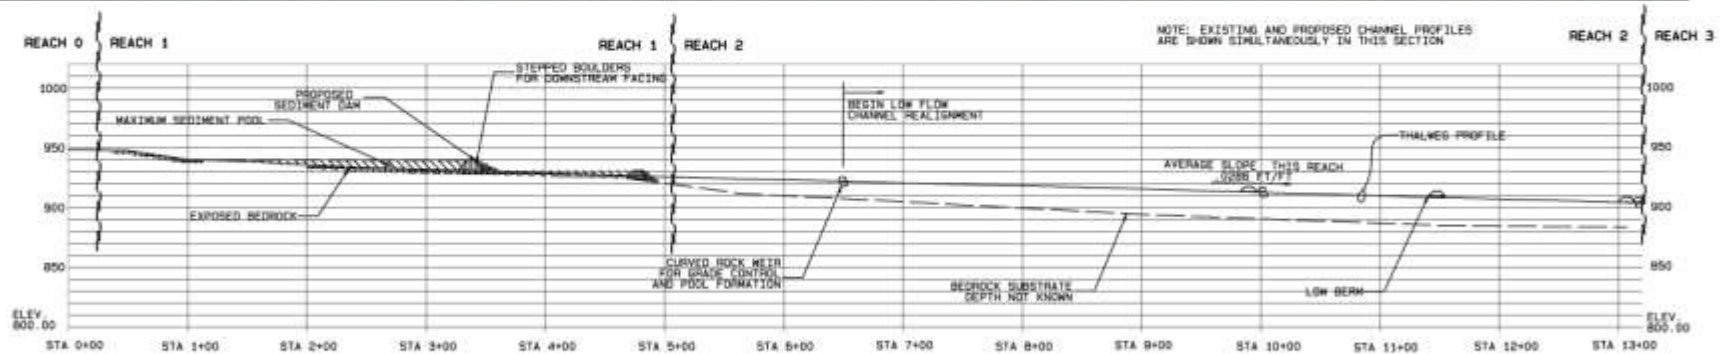 REACH 0
REACH 1
REACH 1
REACH 2
NOTE: EXISTING AND PROPOSED CHANNEL PROFILES
ARE SHOWN SIMULTANEOUSLY IN THIS SECTION
REACH 2
REACH 3
STEPPED BOULDERS
FOR DOWNSTREAM FACING
1000
PROPOSED
SEDIMENT DAM
BEGIN LOW FLOW
CHANNEL REALIGNMENT
1000
MAXIMUM SEDIMENT POOL
THALWEG PROFILE
950
950
AVERAGE SLOPE THIS REACH
.0286 FT/FT
900
EXPOSED BEDROCK
900
850
CURVED ROCK WEIR
FOR GRADE CONTROL
AND POOL FORMATION
BEDROCK SUBSTRATE
DEPTH NOT KNOWN
LOW BERM
850
ELEV.
800.00
ELEV.
800.00
STA 0+00
STA 1+00
STA 2+00
STA 3+00
STA 4+00
STA 5+00
STA 6+00
STA 7+00
STA 8+00
STA 9+00
STA 10+00
STA 11+00
STA 12+00
STA 13+00